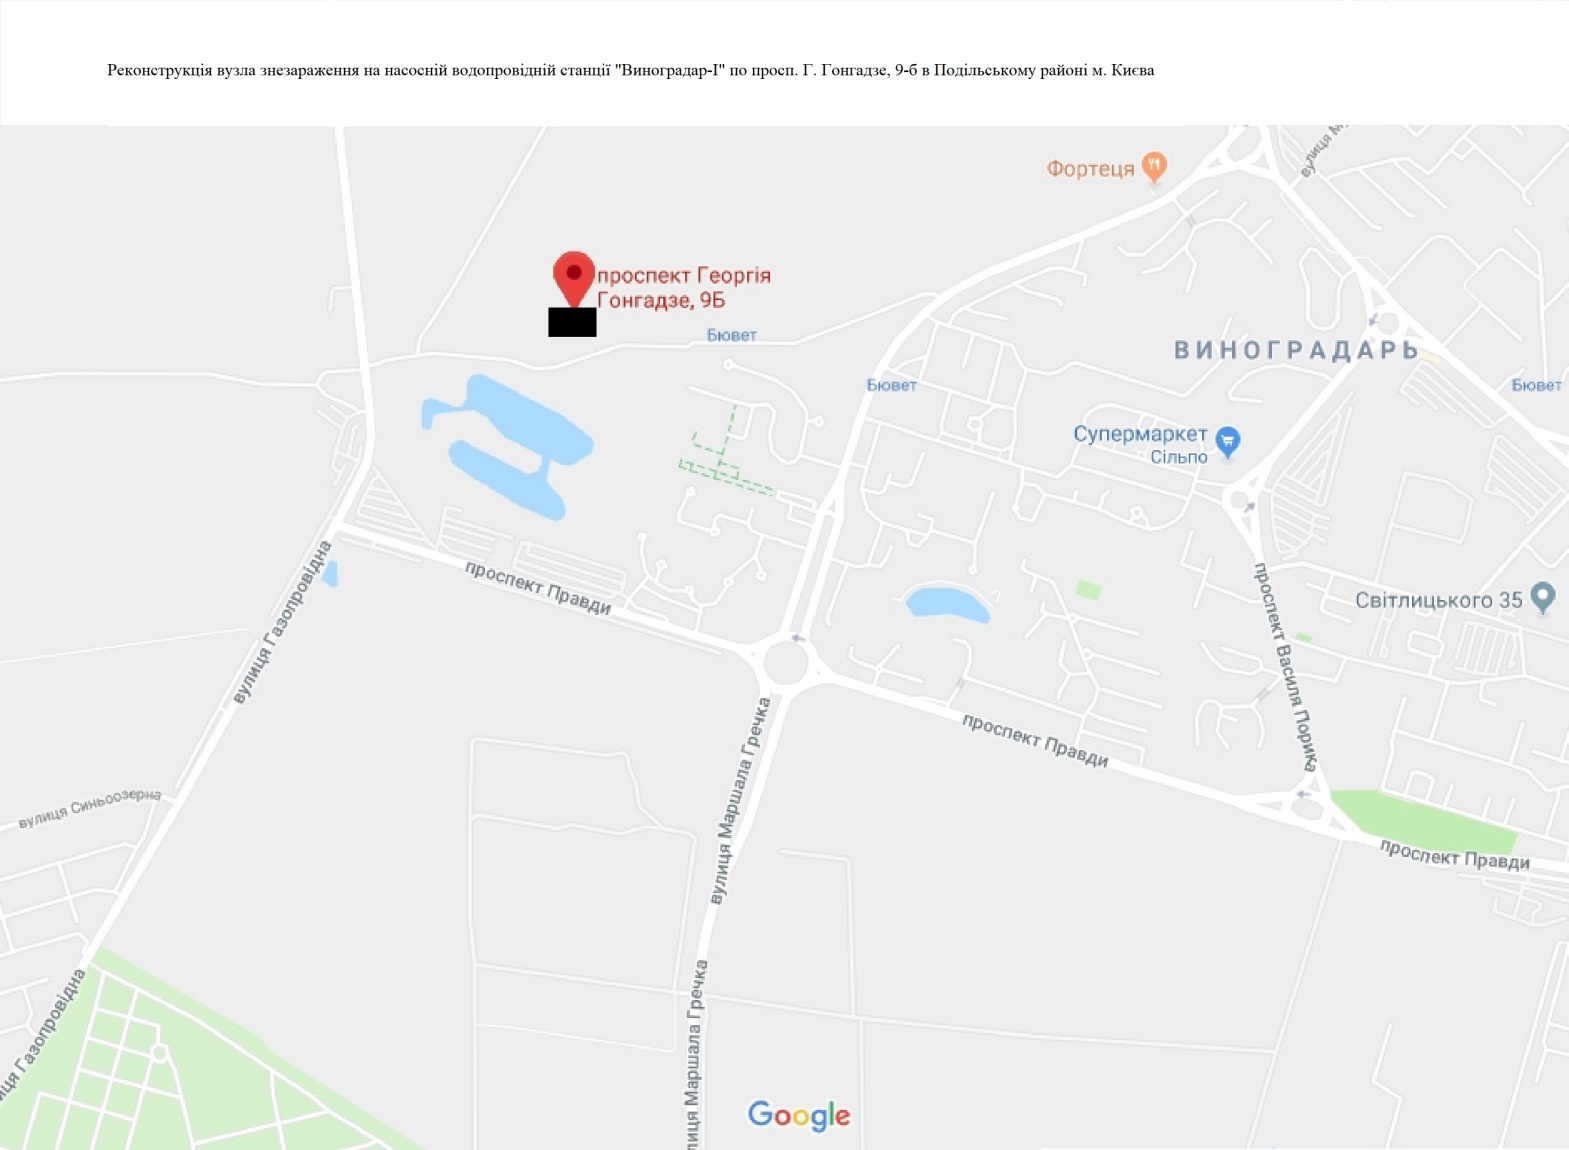 Реконструкція вузла знезараження на насосній водопровідній станції "Виноградар-І" по просп. Г. Гонгадзе, 9-б в Подільському районі м. Києва
Фортеця
проспект Георгія
Гонгадзе, 9Б
Бювет
ВИНОГРАДАРЬ
Бювет
Бювет
Супермаркет
Сільпо
проспект Правди
вулиця Газопровідна
проспект Василя Порика
Світлицького 35
вулиця Маршала Гречка
проспект Правди
вулиця Синьоозерна
проспект Правди
Газопровідна
Маршала Гречка
Google